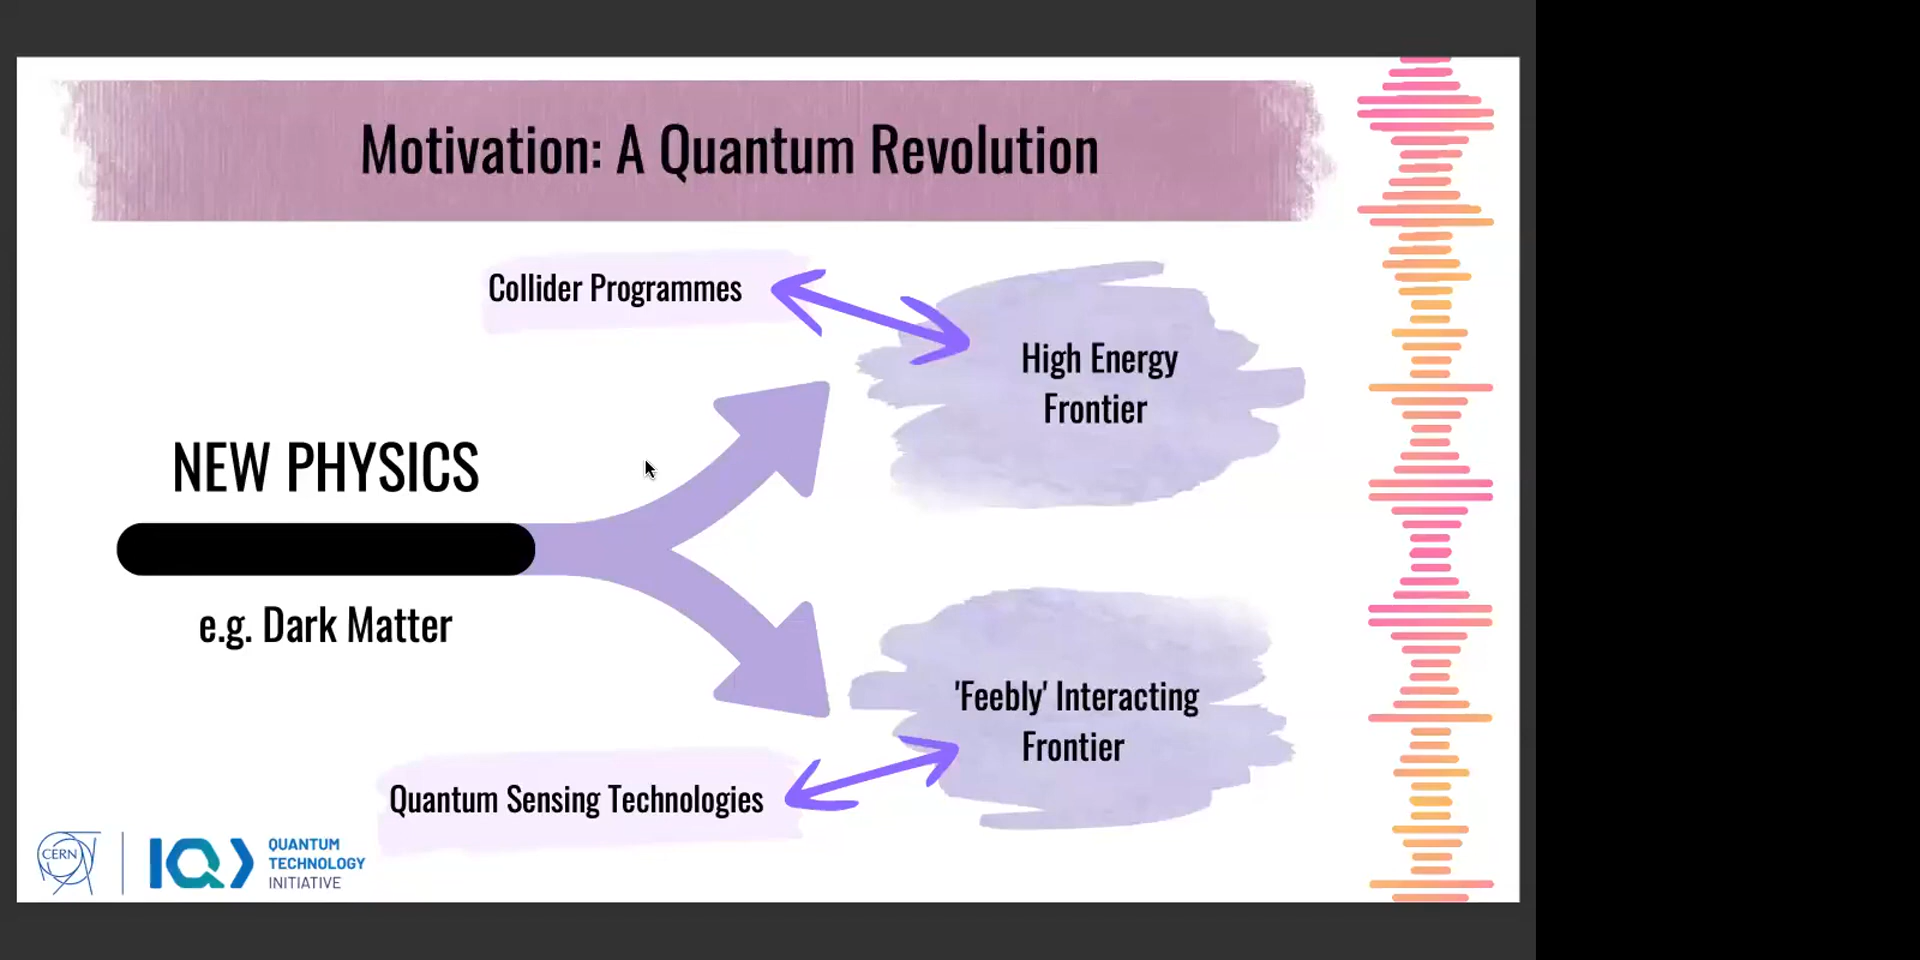 Motivation: A Quantum Revolution
Collider Programmes
High Energy
Frontier
NEW PHYSICS
e.g. Dark Matter
'Feebly' Interacting
Frontier
Quantum Sensing Technologies
CERN
QUANTUM
TECHNOLOGY
INITIATIVE